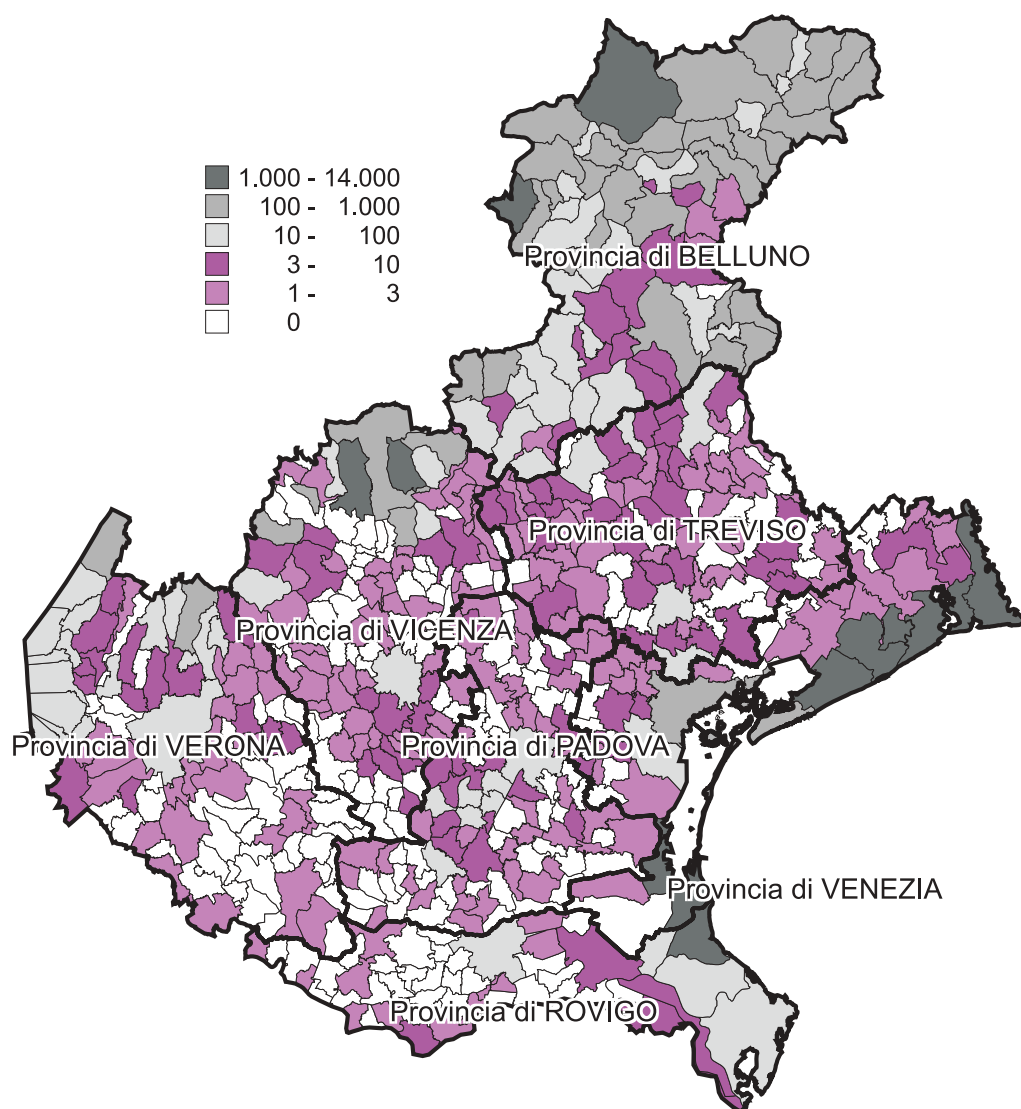 1.000 - 14.000
100 - 1.000
10 - 100
3 - 10
1 - 3
0
Provincia di BELLUNO
Provincia di TREVISO
Provincia di VICENZA
Provincia di VERONA
Provincia di PADOVA
Provincia di VENEZIA
Provincia di ROVIGO